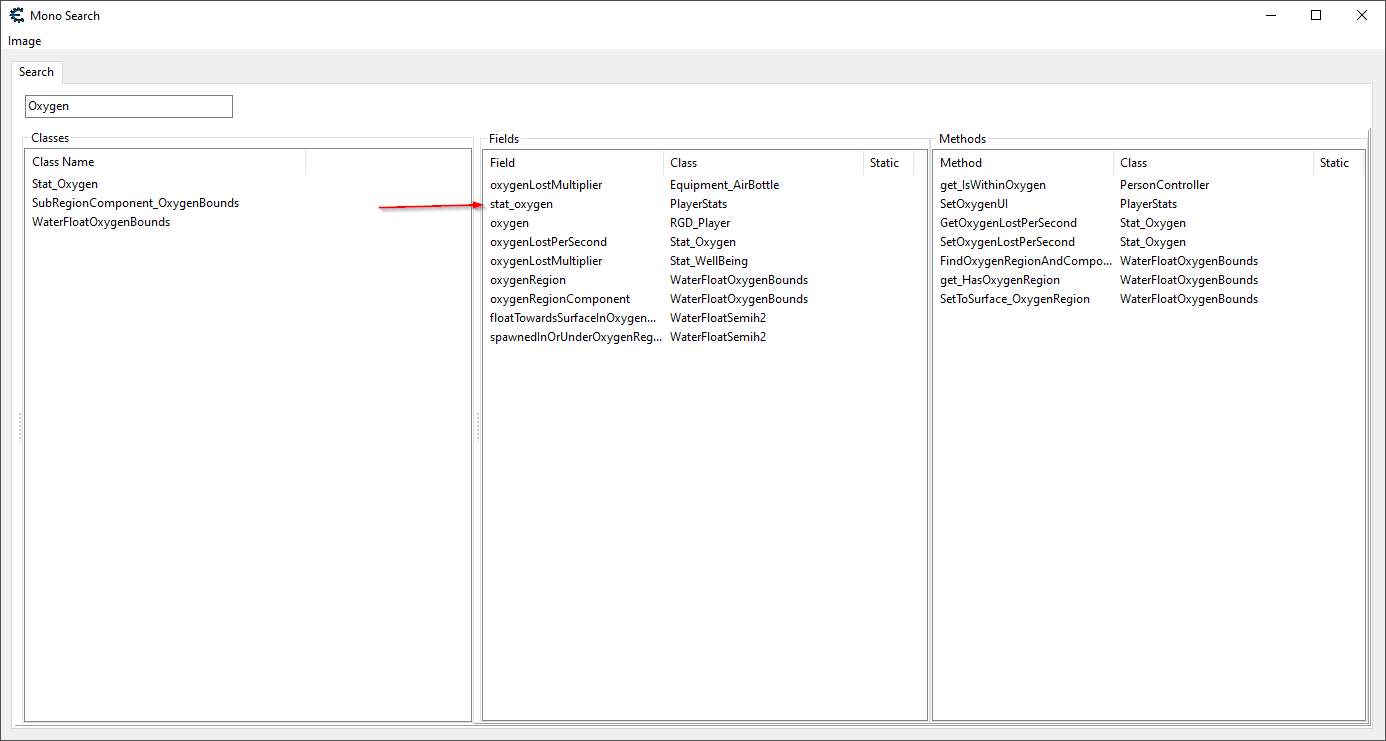 Mono Search
Image
Search
Oxygen
Classes
Class Name
Stat_Oxygen
SubRegionComponent_OxygenBounds
WaterFloatOxygenBounds
Fields
Field Class Static
oxygenLostMultiplier Equipment_AirBottle
stat_oxygen PlayerStats
oxygen RGD_Player
oxygenLostPerSecond Stat_Oxygen
oxygenLostMultiplier Stat_WellBeing
oxygenRegion WaterFloatOxygenBounds
oxygenRegionComponent WaterFloatOxygenBounds
floatTowardsSurfaceInOxygen... WaterFloatSemih2
spawnedInOrUnderOxygenReg... WaterFloatSemih2
Methods
Method Class Static
get_IsWithinOxygen PersonController
SetOxygenUI PlayerStats
GetOxygenLostPerSecond Stat_Oxygen
SetOxygenLostPerSecond Stat_Oxygen
FindOxygenRegionAndCompo... WaterFloatOxygenBounds
get_HasOxygenRegion WaterFloatOxygenBounds
SetToSurface_OxygenRegion WaterFloatOxygenBounds